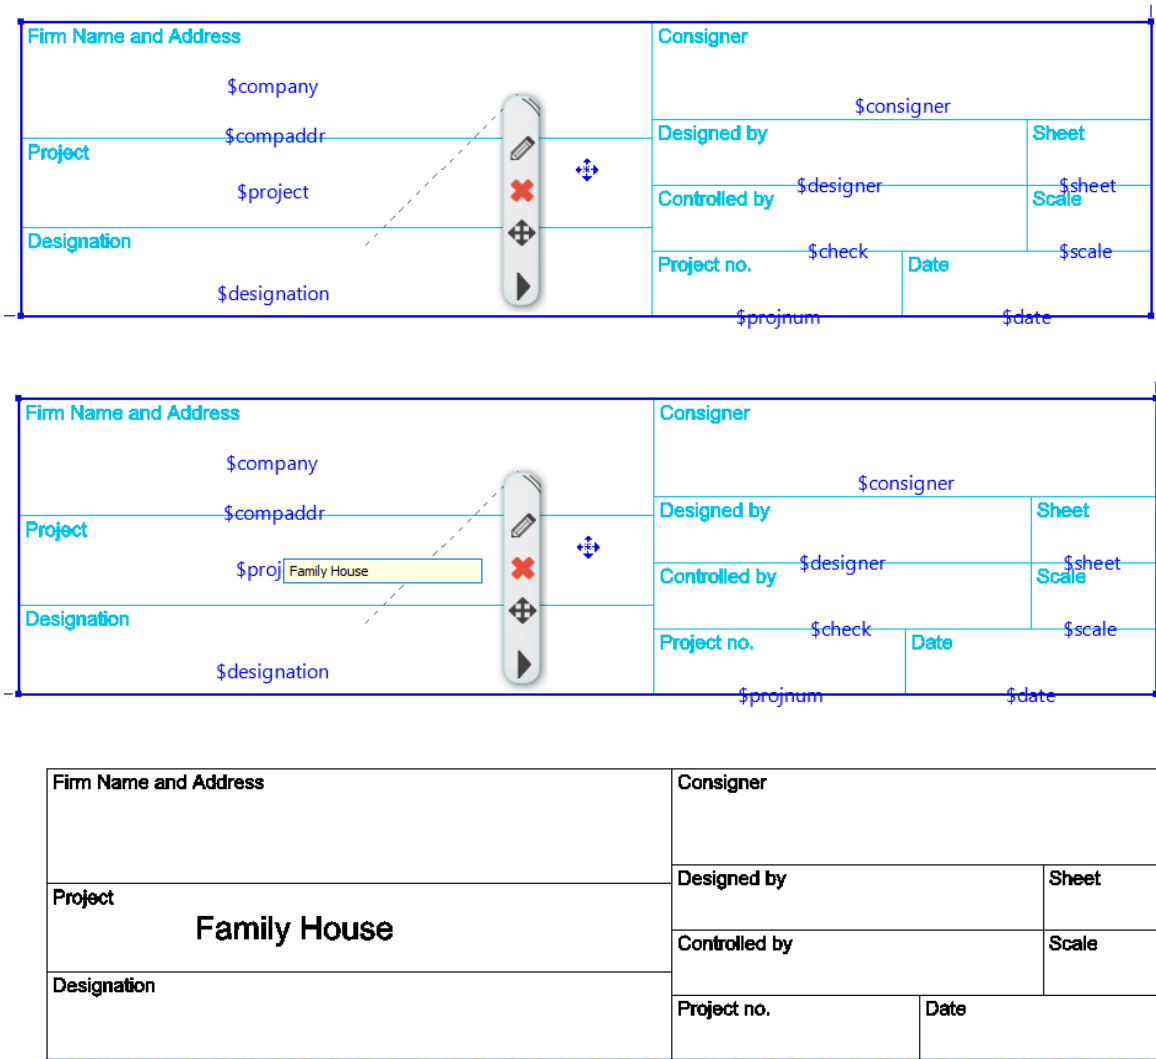 Firm Name and Address
Consigner
$company
$consigner
$compaddr
Designed by
Sheet
Project
$project
$designer
$sheet
Controlled by
Scale
Designation
$check
$scale
Project no.
Date
$designation
$projnum
$date
Firm Name and Address
Consigner
$company
$consigner
$compaddr
Designed by
Sheet
Project
$proj
Family House
$designer
$sheet
Controlled by
Scale
Designation
$check
$scale
Project no.
Date
$designation
$projnum
$date
Firm Name and Address
Consigner
Designed by
Sheet
Project
Family House
Controlled by
Scale
Designation
Project no.
Date